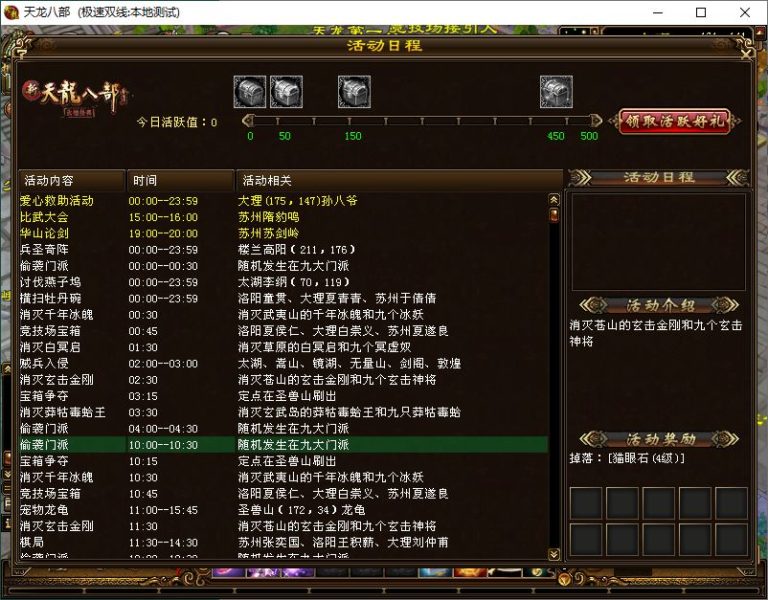 天龙八部 (极速双线:本地测试)
活动日程
新天龍八部
今日活跃值：0
0 50 150 450 500
领取活跃好礼
活动内容 时间 活动相关
爱心救助活动 00:00--23:59 大理(175，147)孙八爷
比武大会 15:00--16:00 苏州隋豹鸣
华山论剑 19:00--20:00 苏州苏剑岭
兵圣奇阵 00:00--23:59 楼兰高阳（211，176）
偷袭门派 00:00--00:30 随机发生在九大门派
讨伐燕子坞 00:00--23:59 太湖李纲（70，119）
横扫牡丹碗 00:00--23:59 洛阳童贯、大理夏青青、苏州于倩倩
消灭千年冰魄 00:30 消灭武夷山的千年冰魄和九个冰妖
竞技场宝箱 00:45 洛阳夏侯仁、大理白崇义、苏州夏遂良
消灭白冥启 01:30 消灭草原的白冥启和九个冥虚奴
贼兵入侵 02:00--03:00 太湖、嵩山、镜湖、无量山、剑阁、敦煌
消灭玄击金刚 02:30 消灭苍山的玄击金刚和九个玄击神将
宝箱争夺 03:15 定点在圣兽山刷出
消灭莽牯毒蛤王 03:30 消灭玄武岛的莽牯毒蛤王和九只莽牯毒蛤
偷袭门派 04:00--04:30 随机发生在九大门派
偷袭门派 10:00--10:30 随机发生在九大门派
宝箱争夺 10:15 定点在圣兽山刷出
消灭千年冰魄 10:30 消灭武夷山的千年冰魄和九个冰妖
竞技场宝箱 10:45 洛阳夏侯仁、大理白崇义、苏州夏遂良
宠物龙龟 11:00--15:45 圣兽山（172，34）龙龟
消灭玄击金刚 11:30 消灭苍山的玄击金刚和九个玄击神将
棋局 11:30--14:30 苏州张奕国、洛阳王积薪、大理刘仲甫
偷袭门派 随机发生在九大门派
活动日程
活动介绍
消灭苍山的玄击金刚和九个玄击
神将
活动奖励
掉落：[猫眼石(4级)]